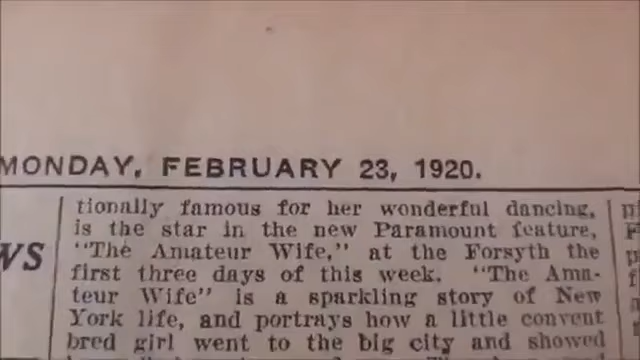 MONDAY, FEBRUARY 23, 1920.
tionally famous for her wonderful dancing,
is the star in the new Paramount feature,
"The Amateur Wife," at the Forsyth the
first three days of this week. "The Ama-
teur Wife" is a sparkling story of New
York life, and portrays how a little convent
bred girl went to the big city and showed